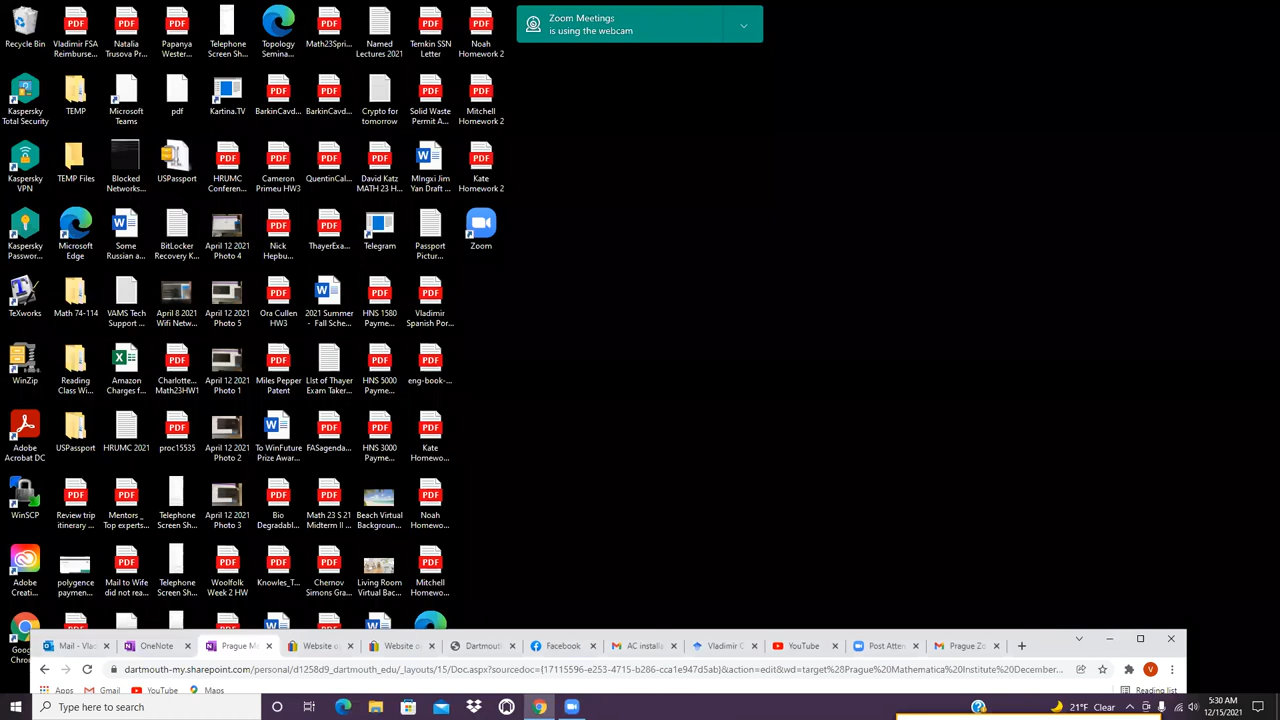 Zoom Meetings
is using the webcam
Recycle Bin
Vladimir FSA
Reimburse...
Natalia
Trusova Pr...
Papanya
Wester...
Telephone
Screen Sh...
Topology
Semina...
Math23Spri...
Named
Lectures 2021
Temkin SSN
Letter
Noah
Homework 2
Kaspersky
Total Security
TEMP
Microsoft
Teams
pdf
Kartina.TV
BarkinCavd...
BarkinCavd...
Crypto for
tomorrow
Solid Waste
Permit A...
Mitchell
Homework 2
Kaspersky
VPN
TEMP Files
Blocked
Networks...
USPassport
HRUMC
Conferen...
Cameron
Primeu HW3
QuentinCal...
David Katz
MATH 23 H...
MIngxi Jim
Yan Draft ...
Kate
Homework 2
Kaspersky
Passwor...
Microsoft
Edge
Some
Russian a...
BitLocker
Recovery K...
April 12 2021
Photo 4
Nick
Hepbu...
ThayerExa...
Telegram
Passport
Pictur...
Zoom
TeXworks
Math 74-114
VAMS Tech
Support ...
April 8 2021
Wifi Netw...
April 12 2021
Photo 5
Ora Cullen
HW3
2021 Summer
- Fall Sche...
HNS 1580
Payme...
Vladimir
Spanish Por...
WinZip
Reading
Class Wi...
Amazon
Charges f...
Charlotte...
Math23HW1
April 12 2021
Photo 1
Miles Pepper
Patent
LIst of Thayer
Exam Taker...
HNS 5000
Payme...
eng-book-...
Adobe
Acrobat DC
USPassport
HRUMC 2021
proc15535
April 12 2021
Photo 2
To WinFuture
Prize Awar...
FASagenda...
HNS 3000
Payme...
Kate
Homewo...
WinSCP
Review trip
itinerary ...
Mentors _
Top experts...
Telephone
Screen Sh...
April 12 2021
Photo 3
Bio
Degradabl...
Math 23 S 21
Midterm II ...
Beach Virtual
Background...
Noah
Homewo...
Adobe
Creati...
polygence
paymen...
Mail to Wife
did not rea...
Telephone
Screen Sh...
Woolfolk
Week 2 HW
Knowles_T...
Chernov
Simons Gra...
Living Room
Virtual Bac...
Mitchell
Homewo...
Goog
Chro
Mail - Vlad
OneNote
Prague Ma
Website o
Website p
Dartmouth
Facebook
AC install
Vladimir C
YouTube
Post Atten
Prague Zo
dartmouth-my.sharepoint.com/personal/d1258d9_dartmouth_edu/_layouts/15/Doc.aspx?sourcedoc={17115596-e253-4715-b286-cca1e947d5ab}&action=edit&wd=target%28Prague%20Mathematica%20Institute%20December...
V
Apps
Gmail
YouTube
Maps
Reading list
Type here to search
21°F Clear
5:30 AM
12/15/2021